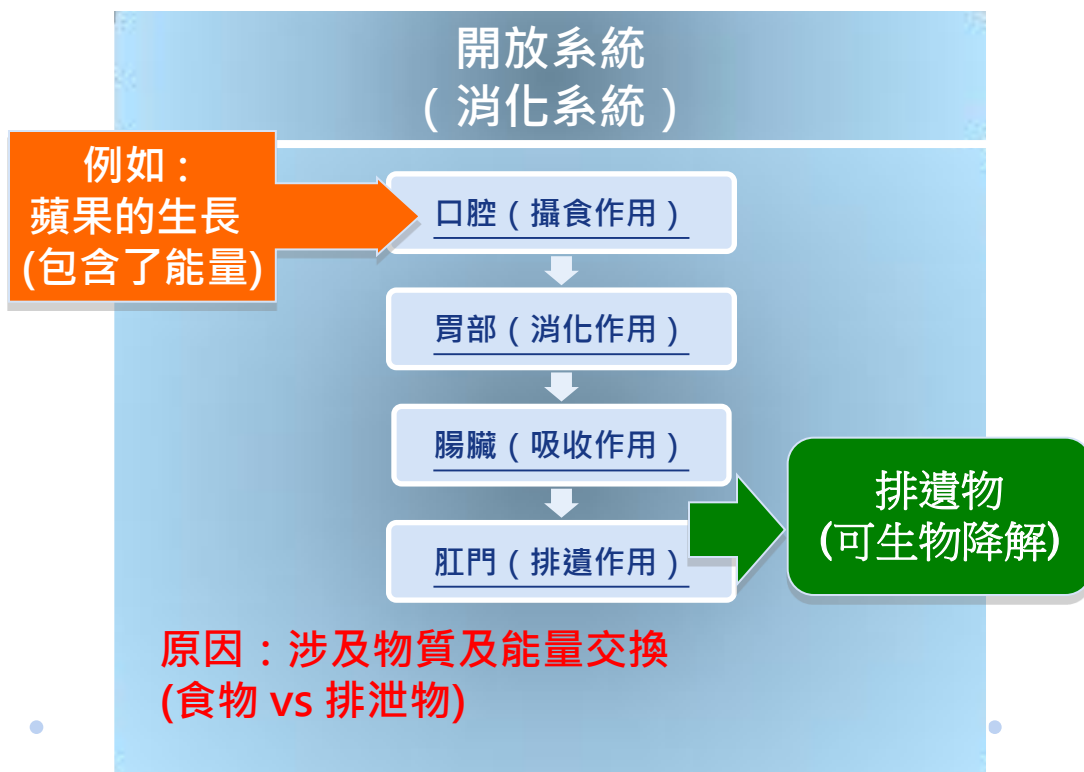 開放系統
（消化系統）
例如：
蘋果的生長
(包含了能量)
口腔（攝食作用）
胃部（消化作用）
腸臟（吸收作用）
肛門（排遺作用）
排遺物
(可生物降解)
原因：涉及物質及能量交換
(食物 vs 排泄物)